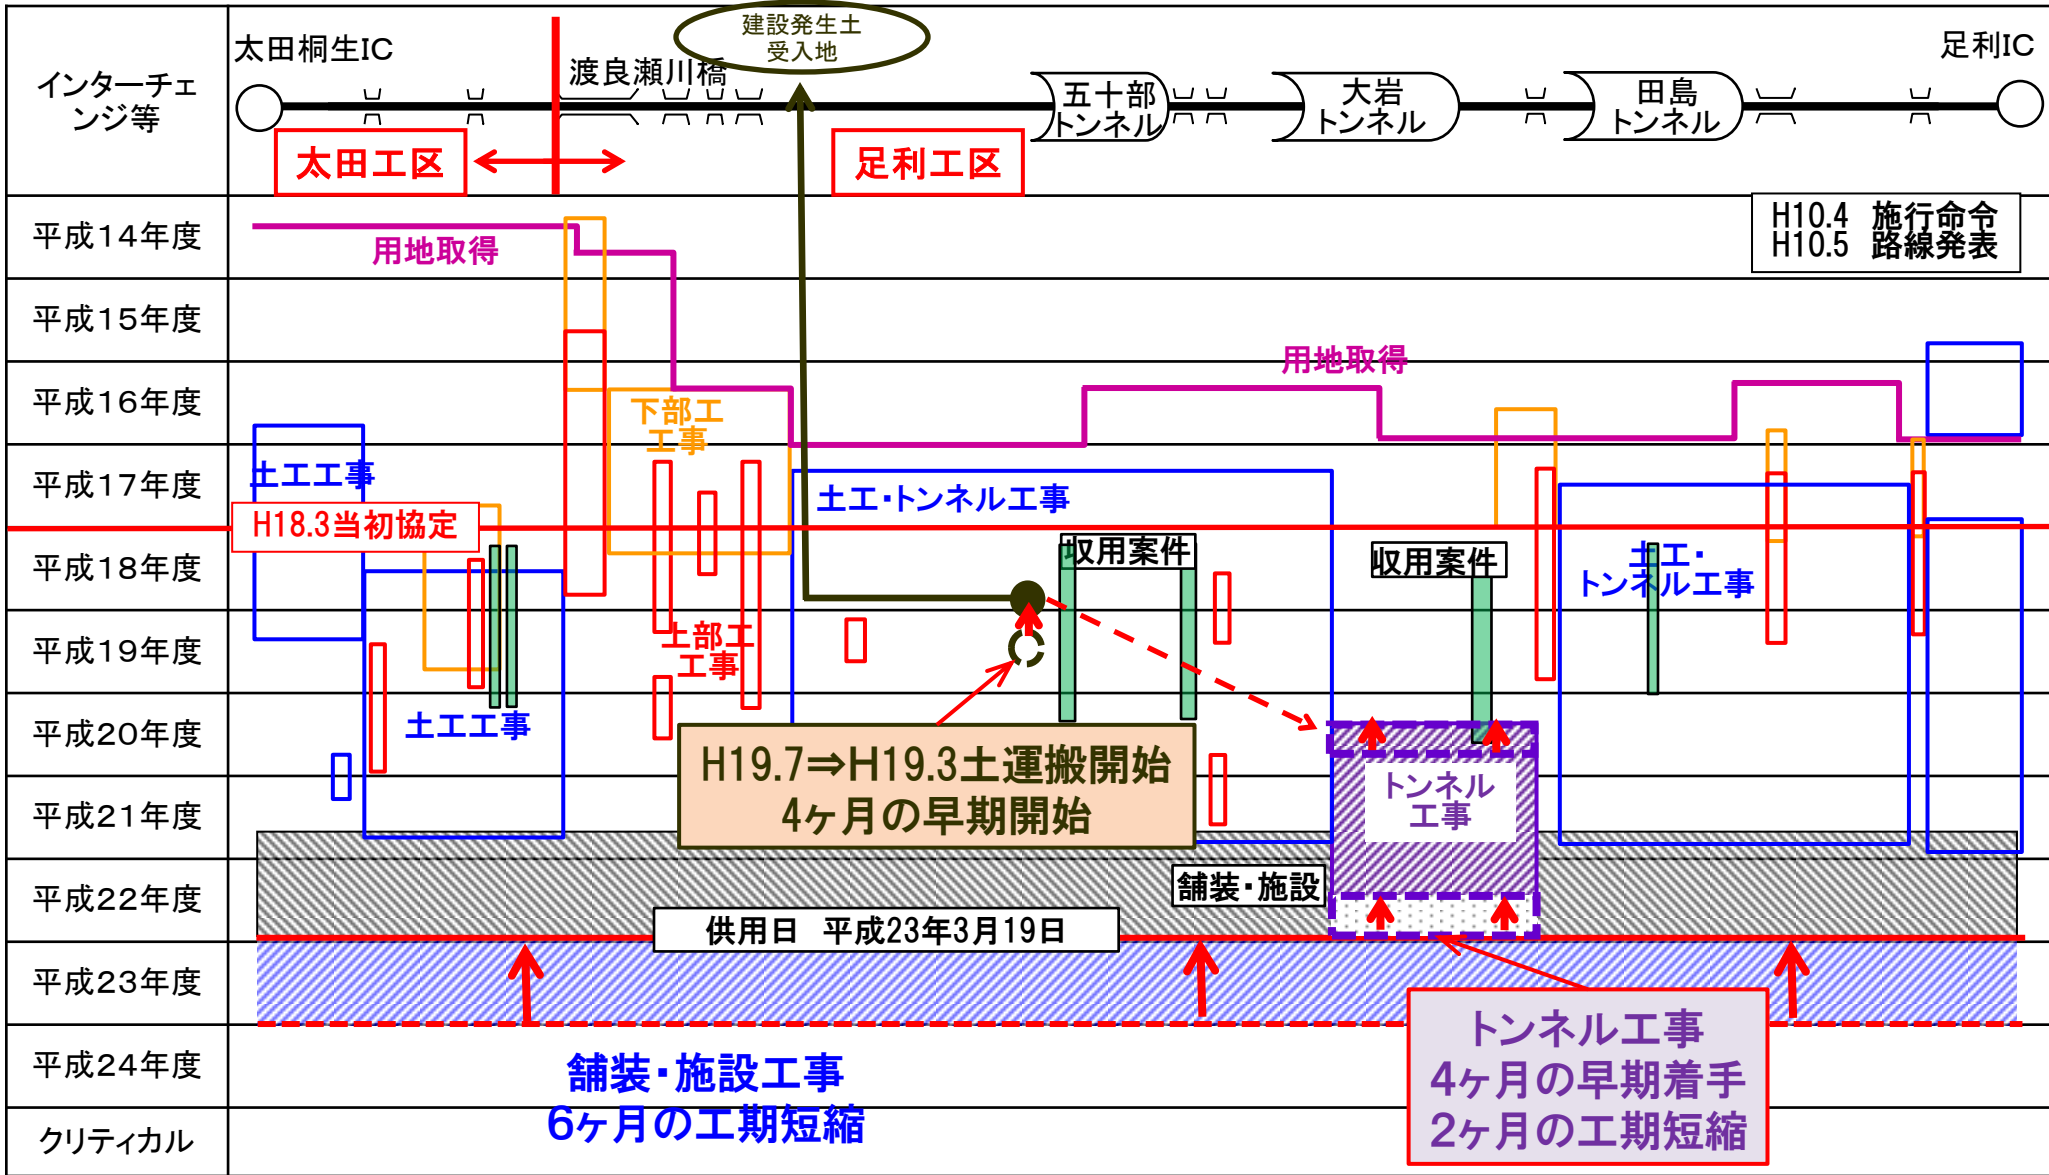 建設発生土
受入地
太田桐生IC
足利IC
渡良瀬川橋
インターチェ
ンジ等
五十部
トンネル
大岩
トンネル
田島
トンネル
太田工区
足利工区
平成14年度
用地取得
H10.4 施行命令
H10.5 路線発表
平成15年度
用地取得
平成16年度
下部工
工事
平成17年度
土工工事
土工・トンネル工事
H18.3当初協定
平成18年度
収用案件
収用案件
土工・
トンネル工事
平成19年度
上部工
工事
平成20年度
土工工事
H19.7⇒H19.3土運搬開始
4ヶ月の早期開始
トンネル
工事
平成21年度
平成22年度
舗装・施設
供用日 平成23年3月19日
平成23年度
平成24年度
舗装・施設工事
6ヶ月の工期短縮
トンネル工事
4ヶ月の早期着手
2ヶ月の工期短縮
クリティカル